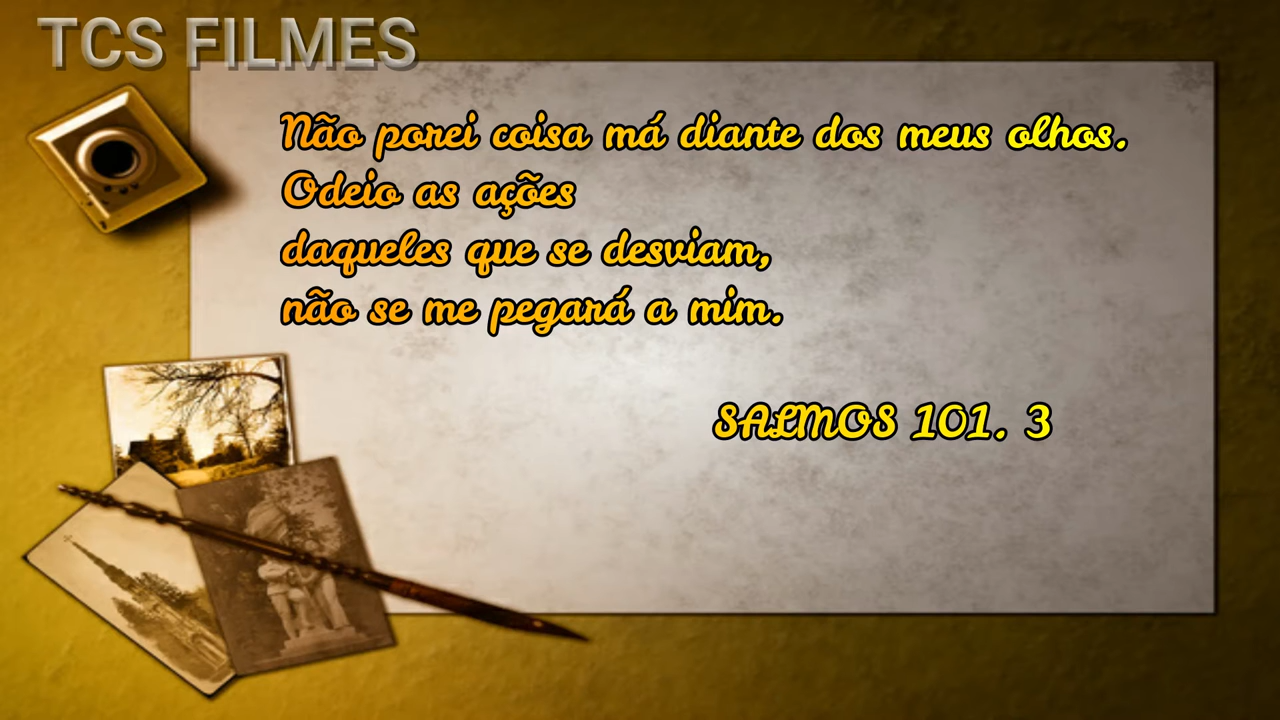 TCS FILMES
Não porei coisa má diante dos meus olhos.
Odeio as ações
daqueles que se desviam,
não se me pegará a mim.
SALMOS 101. 3